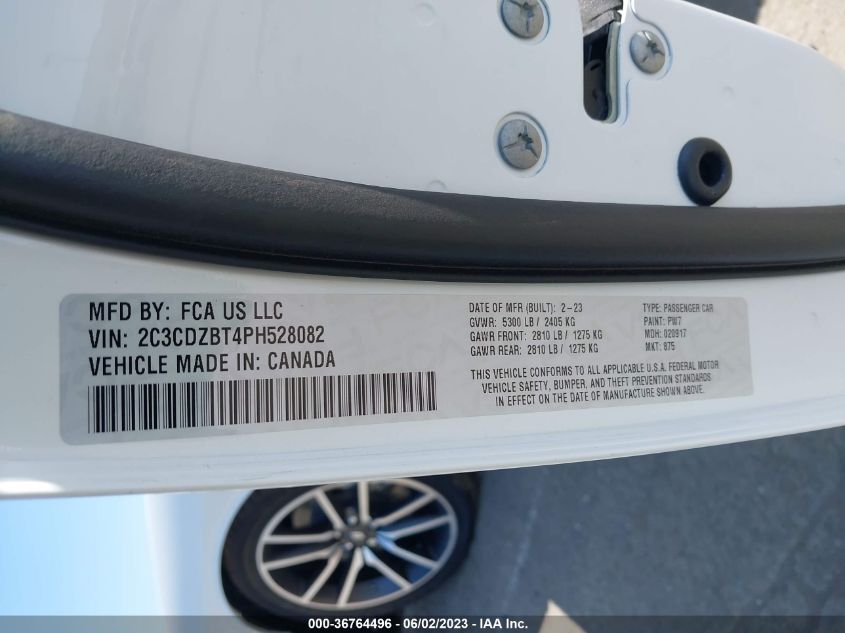 MFD BY: FCA US LLC
VIN: 2C3CDZBT4PH528082
VEHICLE MADE IN: CANADA
DATE OF MFR (BUILT): 2-23
GVWR: 5300 LB / 2405 KG
GAWR FRONT: 2810 LB / 1275 KG
GAWR REAR: 2810 LB / 1275 KG
TYPE: PASSENGER CAR
PAINT: PW7
MDH: 020917
MKT: 875
THIS VEHICLE CONFORMS TO ALL APPLICABLE U.S.A. FEDERAL MOTOR
VEHICLE SAFETY, BUMPER, AND THEFT PREVENTION STANDARDS
IN EFFECT ON THE DATE OF MANUFACTURE SHOWN ABOVE.
000-36764496 - 06/02/2023 - IAA Inc.